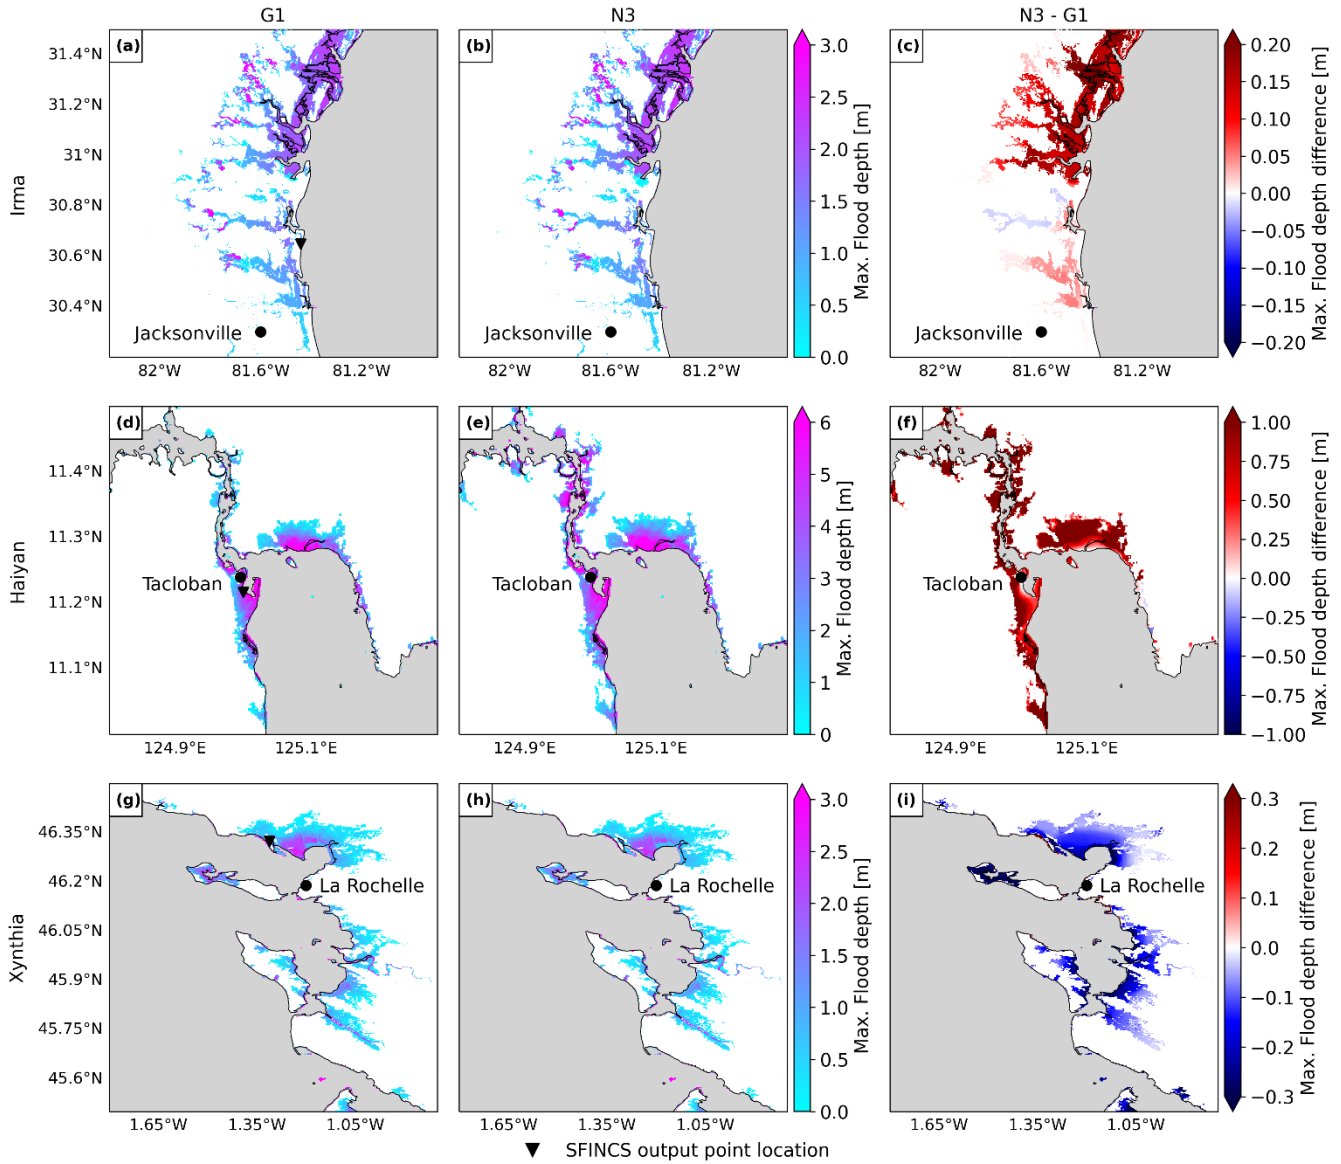 G1 N3 N3 - G1
Irma
(a) (b) (c)
31.4°N
31.2°N
31°N
30.8°N
30.6°N
30.4°N
Jacksonville Jacksonville Jacksonville
82°W 81.6°W 81.2°W 82°W 81.6°W 81.2°W 82°W 81.6°W 81.2°W
3.0
2.5
2.0
1.5
1.0
0.5
0.0
Max. Flood depth [m]
0.20
0.15
0.10
0.05
0.00
−0.05
−0.10
−0.15
−0.20
Max. Flood depth difference [m]
Haiyan
(d) (e) (f)
11.4°N
11.3°N
11.2°N
11.1°N
Tacloban Tacloban Tacloban
124.9°E 125.1°E 124.9°E 125.1°E 124.9°E 125.1°E
6
5
4
3
2
1
0
Max. Flood depth [m]
1.00
0.75
0.50
0.25
0.00
−0.25
−0.50
−0.75
−1.00
Max. Flood depth difference [m]
Xynthia
(g) (h) (i)
46.35°N
46.2°N
46.05°N
45.9°N
45.75°N
45.6°N
La Rochelle La Rochelle La Rochelle
1.65°W 1.35°W 1.05°W 1.65°W 1.35°W 1.05°W 1.65°W 1.35°W 1.05°W
3.0
2.5
2.0
1.5
1.0
0.5
0.0
Max. Flood depth [m]
0.3
0.2
0.1
0.0
−0.1
−0.2
−0.3
Max. Flood depth difference [m]
SFINCS output point location